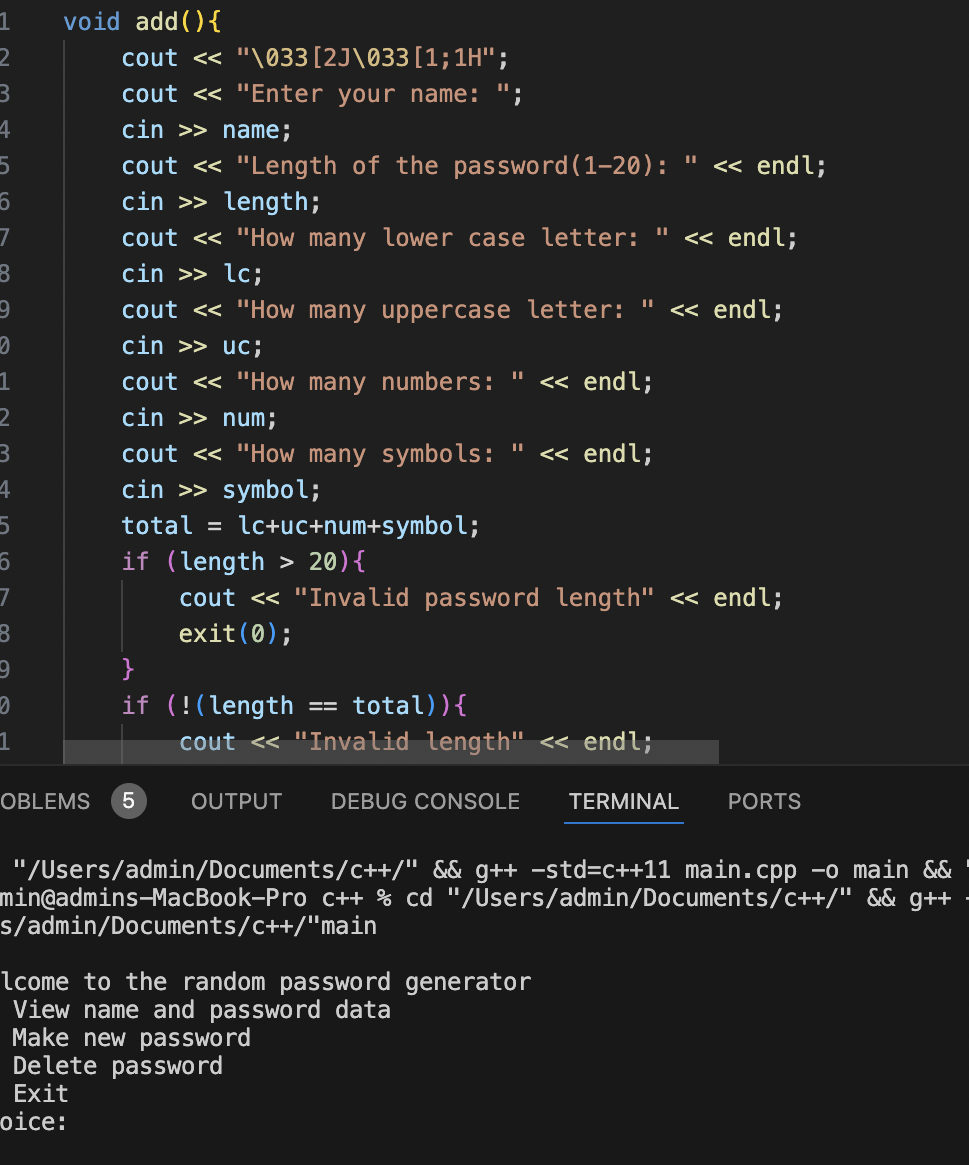 1 void add(){
2 cout << "\033[2J\033[1;1H";
3 cout << "Enter your name: ";
4 cin >> name;
5 cout << "Length of the password(1-20): " << endl;
6 cin >> length;
7 cout << "How many lower case letter: " << endl;
8 cin >> lc;
9 cout << "How many uppercase letter: " << endl;
0 cin >> uc;
1 cout << "How many numbers: " << endl;
2 cin >> num;
3 cout << "How many symbols: " << endl;
4 cin >> symbol;
5 total = lc+uc+num+symbol;
6 if (length > 20){
7 cout << "Invalid password length" << endl;
8 exit(0);
9 }
0 if (!(length == total)){
1 cout << "Invalid length" << endl;
OBLEMS 5 OUTPUT DEBUG CONSOLE TERMINAL PORTS
"/Users/admin/Documents/c++/" && g++ -std=c++11 main.cpp -o main && "
min@admins-MacBook-Pro c++ % cd "/Users/admin/Documents/c++/" && g++ -
s/admin/Documents/c++/"main
lcome to the random password generator
View name and password data
Make new password
Delete password
Exit
oice: